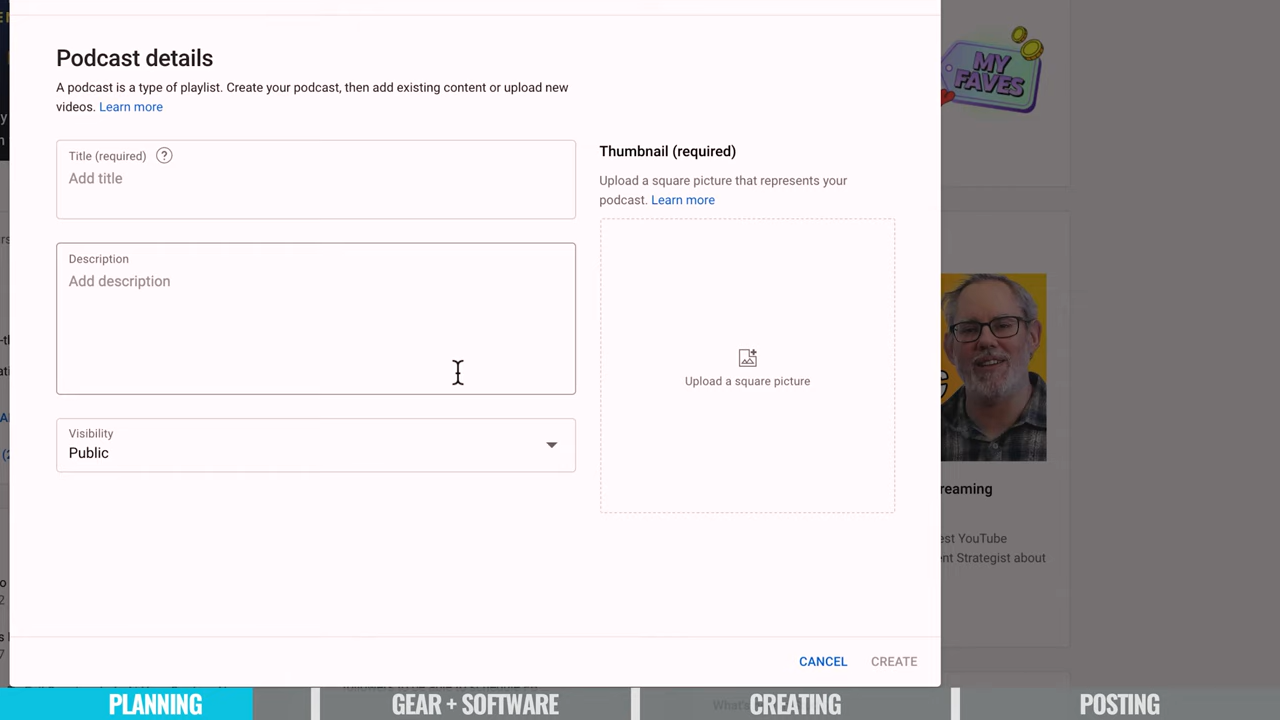 Podcast details
A podcast is a type of playlist. Create your podcast, then add existing content or upload new
videos. Learn more
Title (required) ?
Add title
Description
Add description
Visibility
Public
Thumbnail (required)
Upload a square picture that represents your
podcast. Learn more
Upload a square picture
CANCEL CREATE
MY
FAVES
reaming
est YouTube
nt Strategist about
What's
PLANNING GEAR + SOFTWARE CREATING POSTING